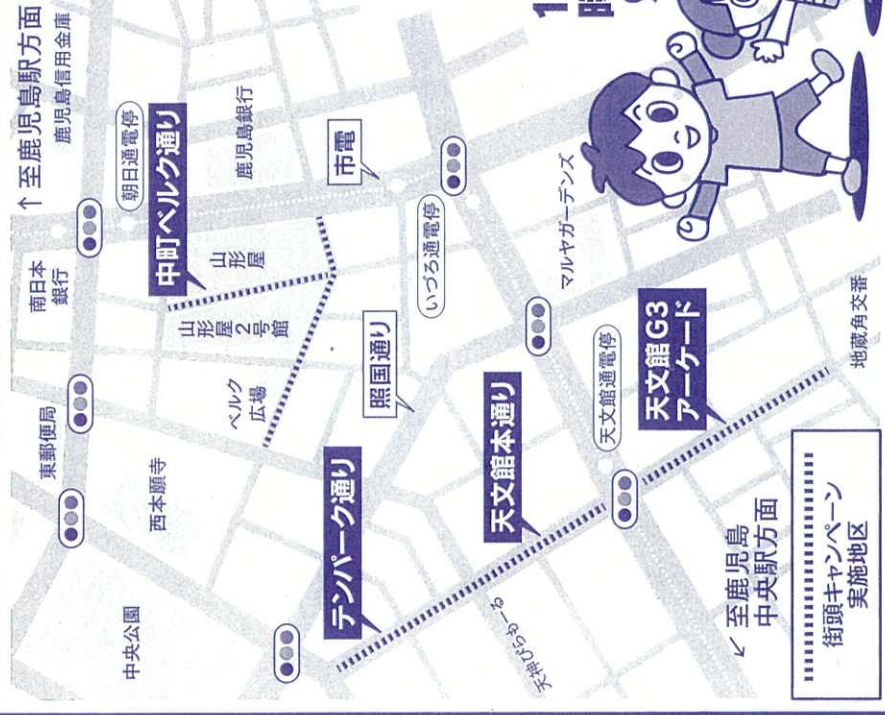 ↑ 至鹿児島駅方面
鹿児島信用金庫
朝日通電停
南日本
銀行
中町ベルク通り
鹿児島銀行
山形屋
市電
東郵便局
山形屋2号館
ベルク
広場
いづろ通電停
照国通り
西本願寺
マルヤガーデンズ
テンパーク通り
天文館本通り
天文館通電停
天文館G3
アーケード
中央公園
天神ぴらもーる
地蔵角交番
↙ 至鹿児島
中央駅方面
街頭キャンペーン
実施地区